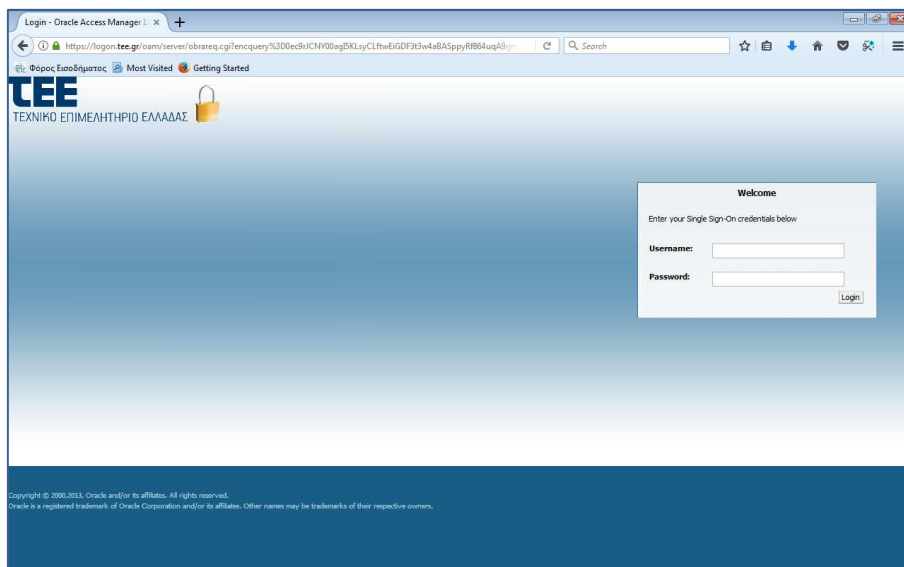 Login - Oracle Access Manager 1
https://logon.tee.gr/oam/server/obrareq.cgi?encquery%3D0ec9rJCNY00agI5KLsyCLftwEiGDF3t3w4aBASppyRf864uqA9rj
Search
Φόρος Εισοδήματος Most Visited Getting Started
TEE
ΤΕΧΝΙΚΟ ΕΠΙΜΕΛΗΤΗΡΙΟ ΕΛΛΑΔΑΣ
Welcome
Enter your Single Sign-On credentials below
Username:
Password:
Login
Copyright © 2000,2013, Oracle and/or its affiliates. All rights reserved.
Oracle is a registered trademark of Oracle Corporation and/or its affiliates. Other names may be trademarks of their respective owners.